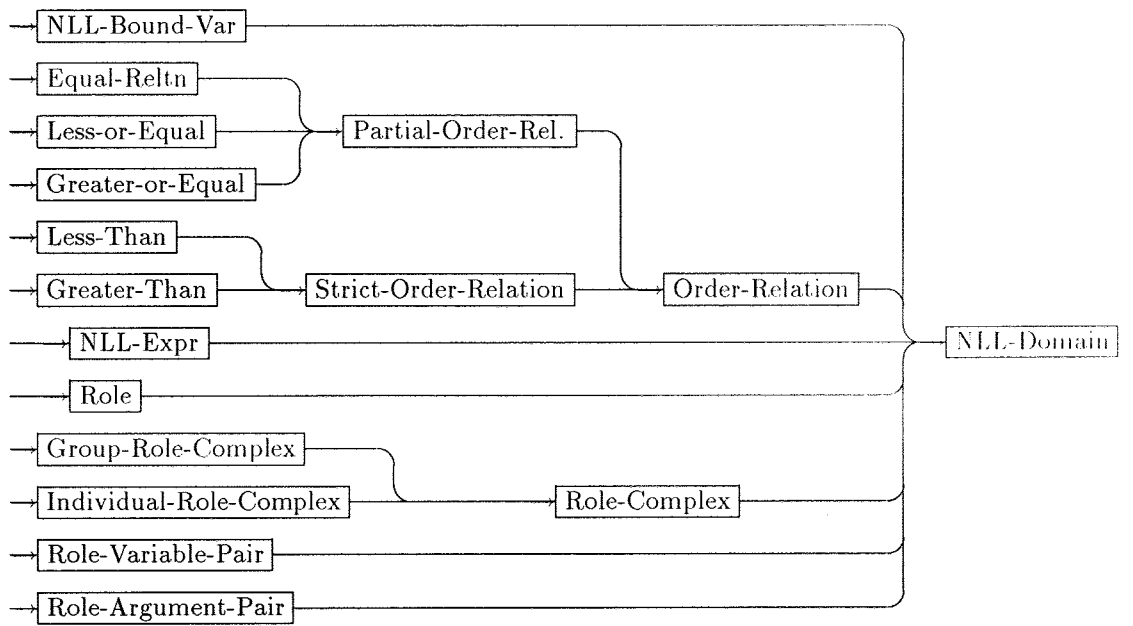 NLL-Bound-Var
Equal-Reltn
Less-or-Equal Partial-Order-Rel.
Greater-or-Equal
Less-Than
Greater-Than Strict-Order-Relation Order-Relation
NLL-Expr NLL-Domain
Role
Group-Role-Complex
Individual-Role-Complex Role-Complex
Role-Variable-Pair
Role-Argument-Pair